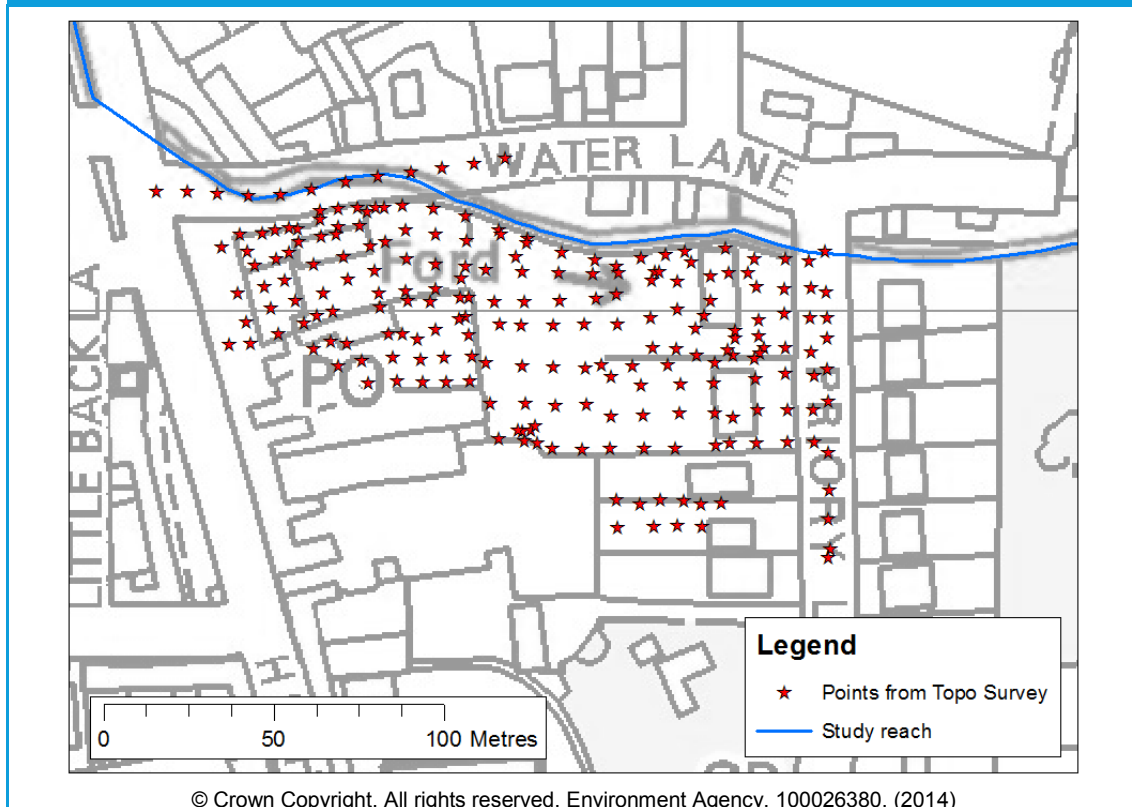 WATER LANE
Ford
PO
LITTLE BACK LA
PRIORY L
H
Legend
Points from Topo Survey
Study reach
0 50 100 Metres
© Crown Copyright. All rights reserved. Environment Agency, 100026380, (2014)